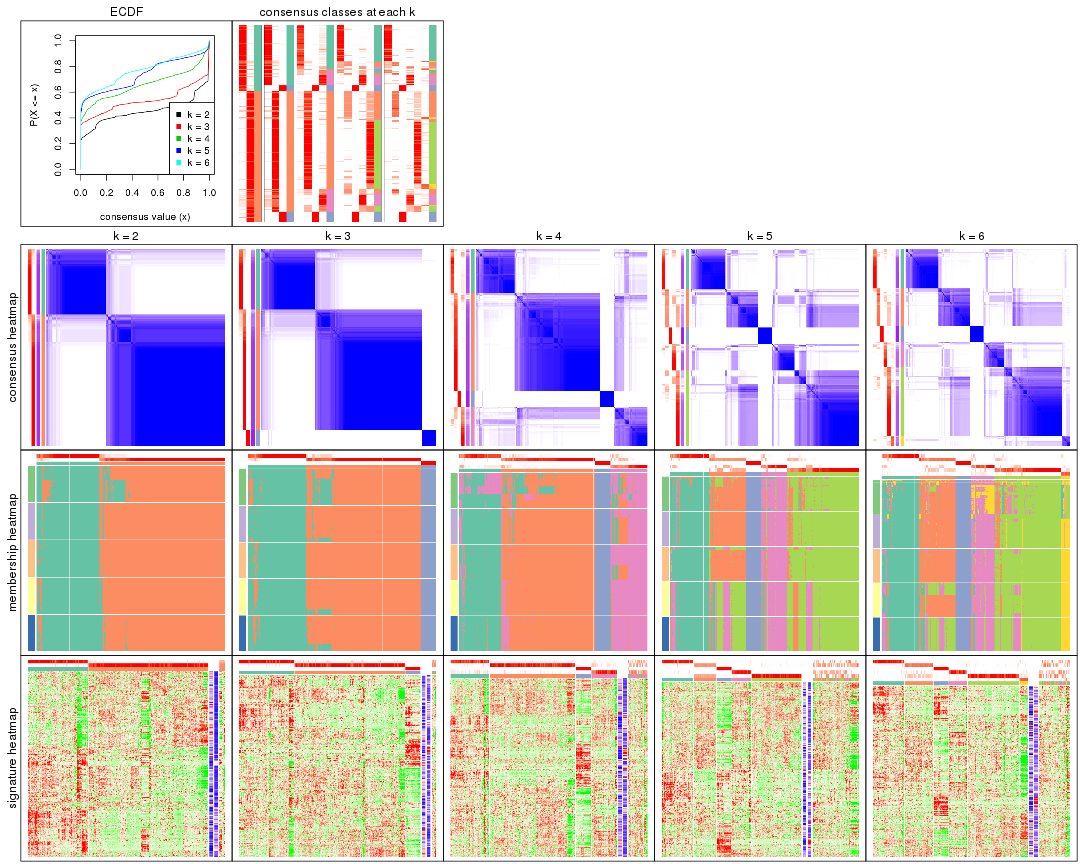 ECDF
consensus classes at each k
P(X <= x)
0.0 0.2 0.4 0.6 0.8 1.0
k = 2
k = 3
k = 4
k = 5
k = 6
0.0 0.2 0.4 0.6 0.8 1.0
consensus value (x)
k = 2 k = 3 k = 4 k = 5 k = 6
consensus heatmap
membership heatmap
signature heatmap